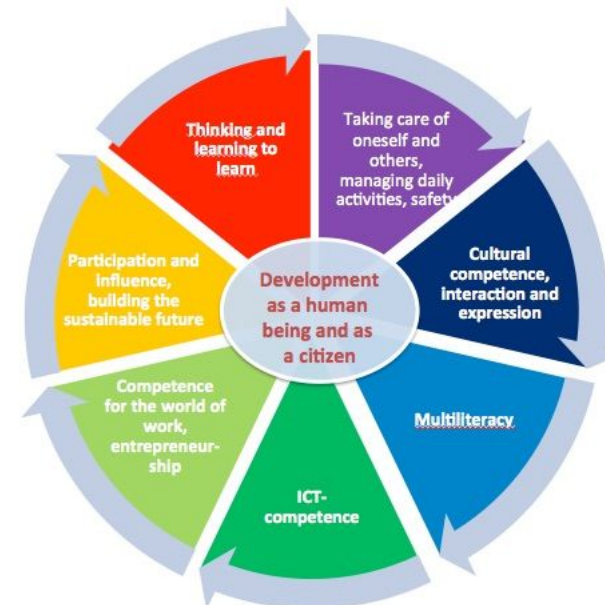 Thinking and
learning to
learn
Taking care of
oneself and
others,
managing daily
activities, safety
Cultural
competence,
interaction and
expression
Multiliteracy
ICT-
competence
Competence
for the world of
work,
entrepreneur-
ship
Participation and
influence,
building the
sustainable future
Development
as a human
being and as
a citizen